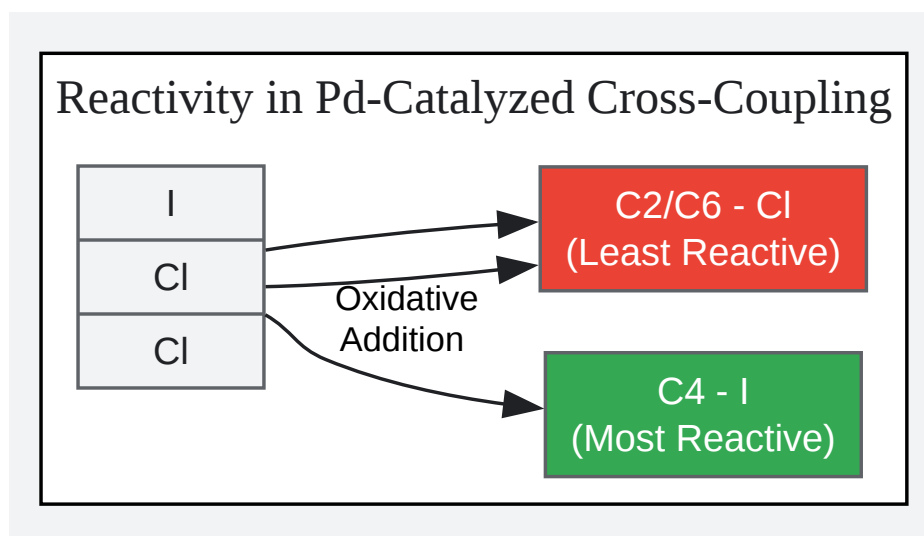 Reactivity in Pd-Catalyzed Cross-Coupling
I
Cl
Cl
Oxidative
Addition
C2/C6 - Cl
(Least Reactive)
C4 - I
(Most Reactive)